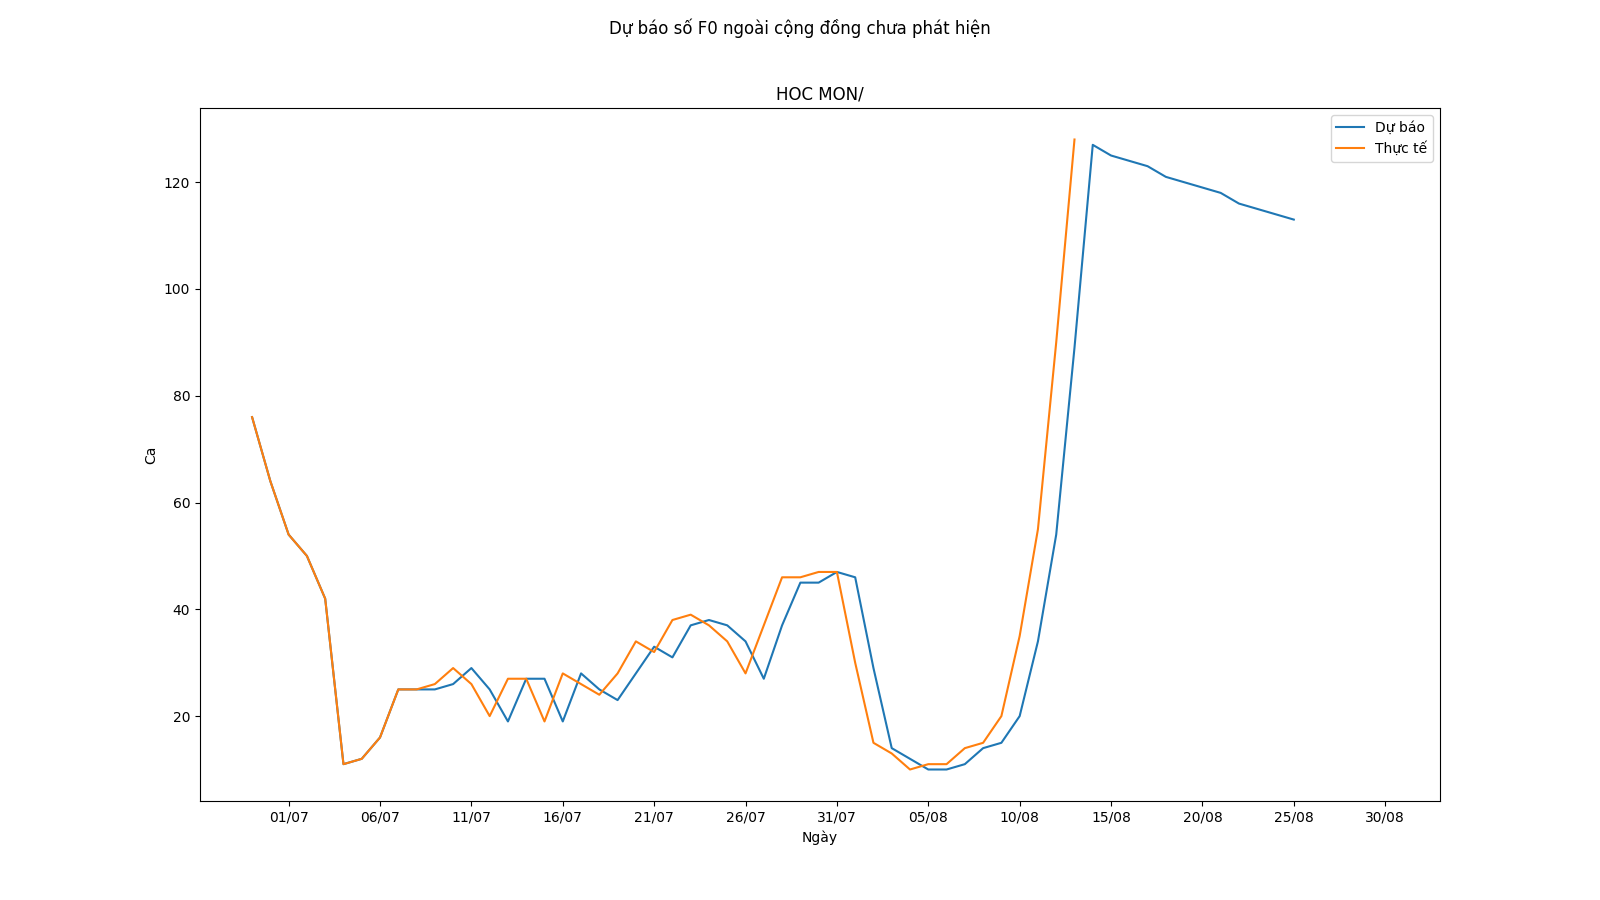 Dự báo số F0 ngoài cộng đồng chưa phát hiện
HOC MON/
Dự báo
Thực tế
120
100
80
60
40
20
Ca
01/07 06/07 11/07 16/07 21/07 26/07 31/07 05/08 10/08 15/08 20/08 25/08 30/08
Ngày